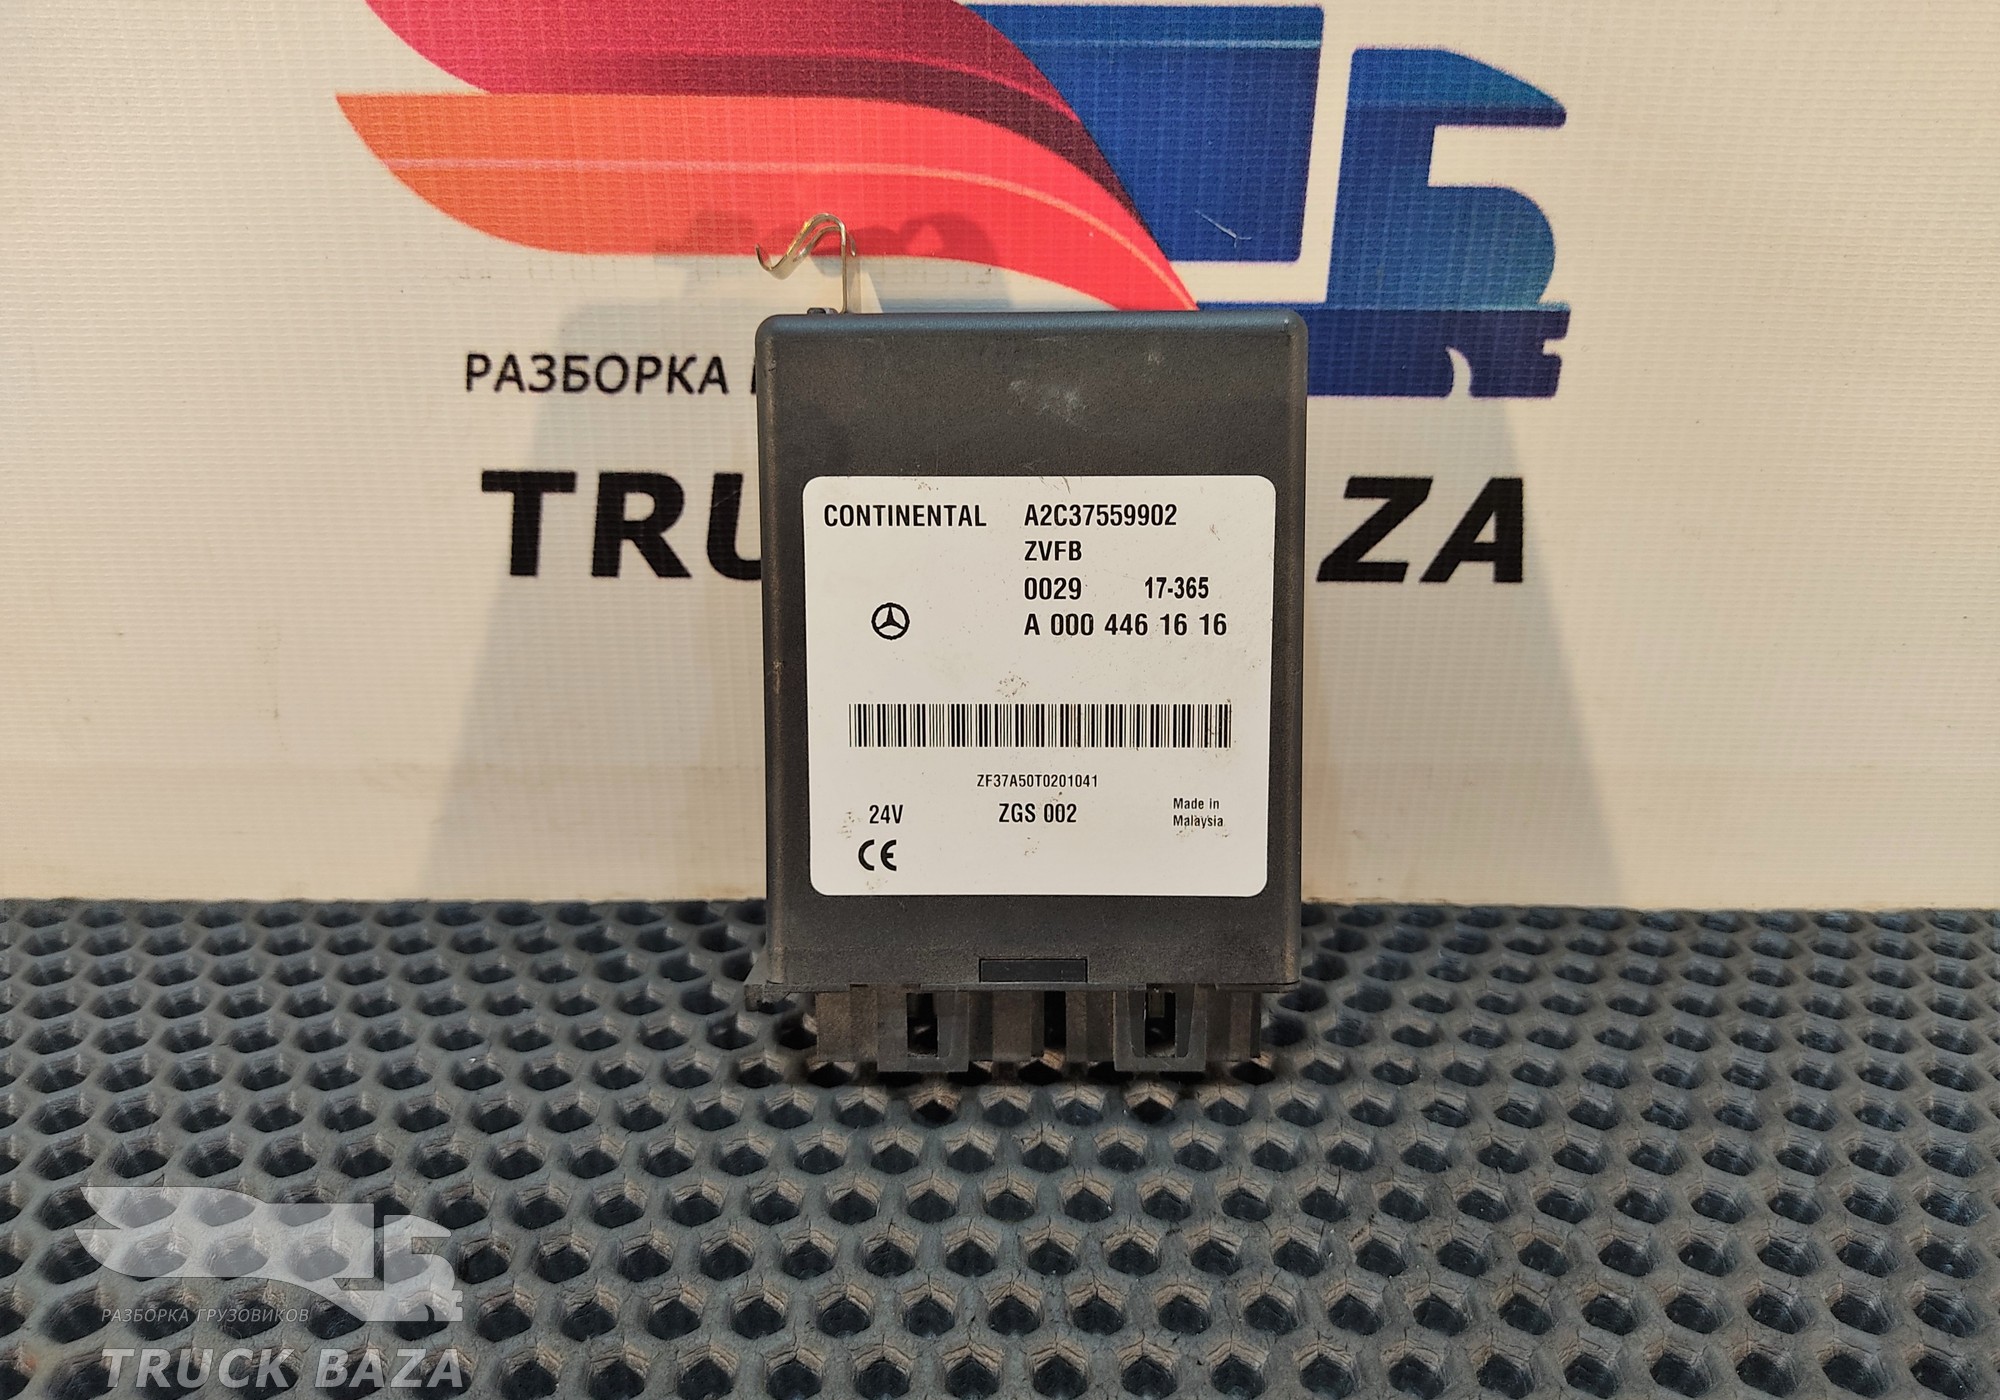 РАЗБОРКА
TRU ZA
CONTINENTAL A2C37559902
ZVFB
0029 17-365
A 000 446 16 16
ZF37A50T0201041
24V ZGS 002 Made in
Malaysia
CE
РАЗБОРКА ГРУЗОВИКОВ
TRUCK BAZA